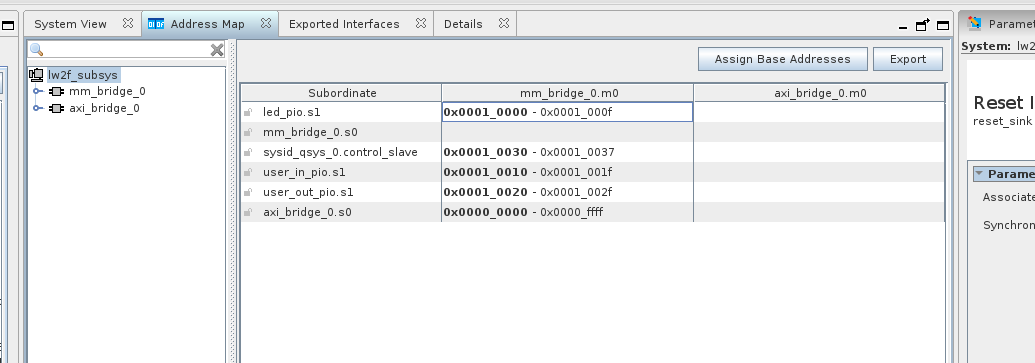 System View Address Map Exported Interfaces Details
Assign Base Addresses Export
lw2f_subsys
mm_bridge_0
axi_bridge_0
Subordinate mm_bridge_0.m0 axi_bridge_0.m0
led_pio.s1 0x0001_0000 - 0x0001_000f
mm_bridge_0.s0
sysid_qsys_0.control_slave 0x0001_0030 - 0x0001_0037
user_in_pio.s1 0x0001_0010 - 0x0001_001f
user_out_pio.s1 0x0001_0020 - 0x0001_002f
axi_bridge_0.s0 0x0000_0000 - 0x0000_ffff
Paramet
System: lw2
Reset I
reset_sink
Parame
Associate
Synchron